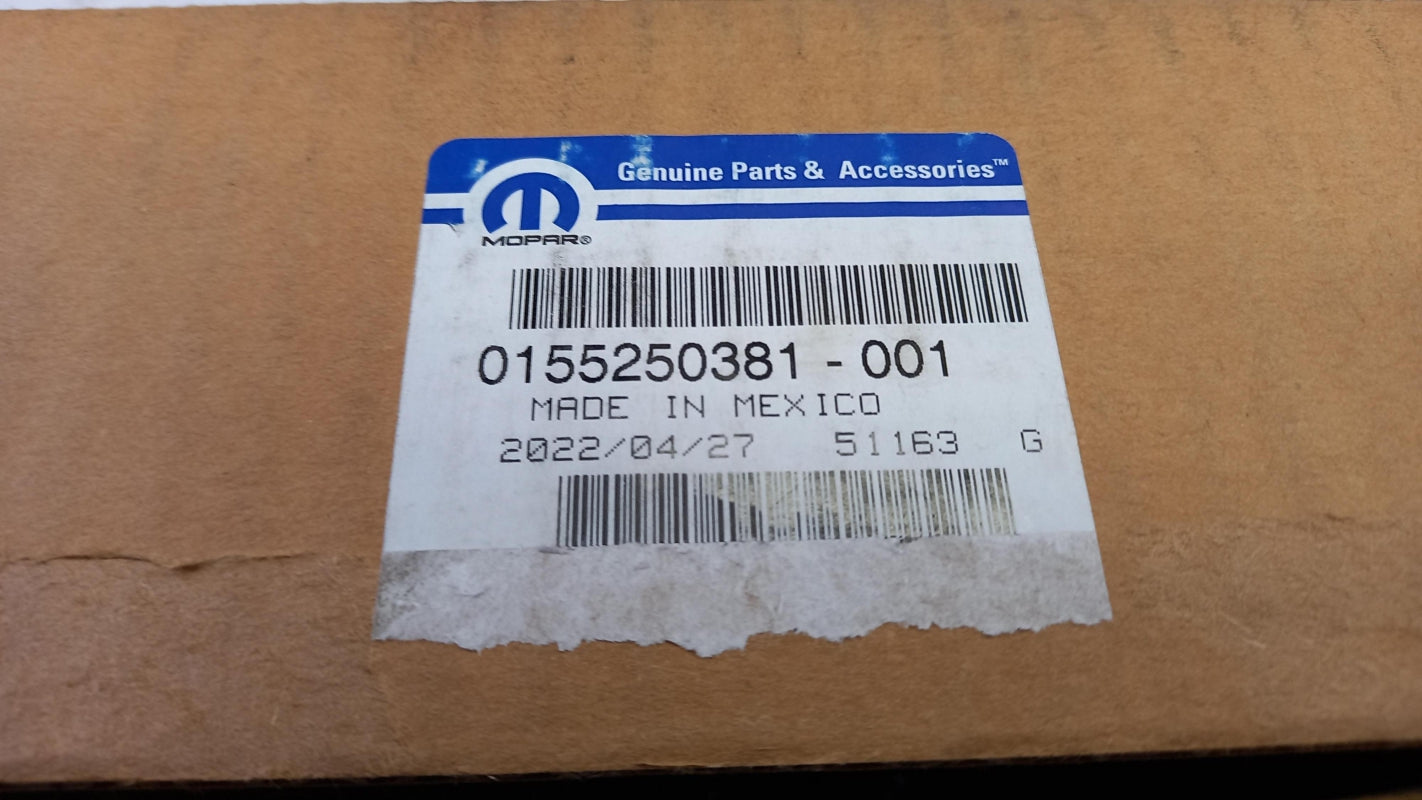 Genuine Parts & Accessories™
MOPAR®
0155250381 - 001
MADE IN MEXICO
2022/04/27 51163 G